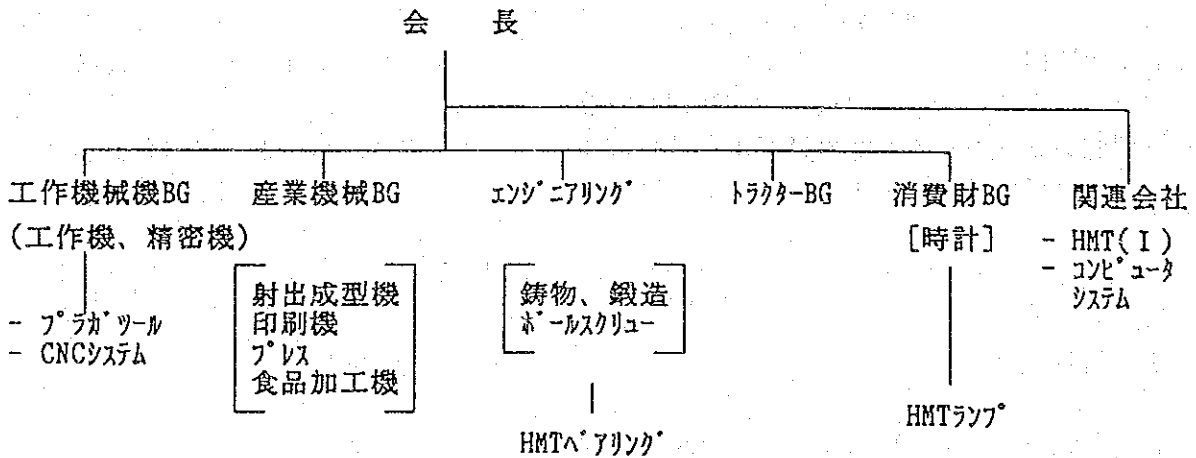 会　長
工作機械機BG　産業機械BG　ｴﾝｼﾞﾆｱﾘﾝｸﾞ　ﾄﾗｸﾀｰBG　消費財BG　関連会社
(工作機、精密機)　[時計]　- HMT(I)
- ｺﾝﾋﾟｭｰﾀ
ｼｽﾃﾑ
射出成型機　鋳物、鍛造
- ﾌﾟﾗｶﾞﾂｰﾙ　印刷機　ﾎﾞｰﾙｽｸﾘｭｰ
- CNCｼｽﾃﾑ　ﾌﾟﾚｽ
食品加工機
HMTﾗﾝﾌﾟ
HMTﾍﾞｱﾘﾝｸﾞ